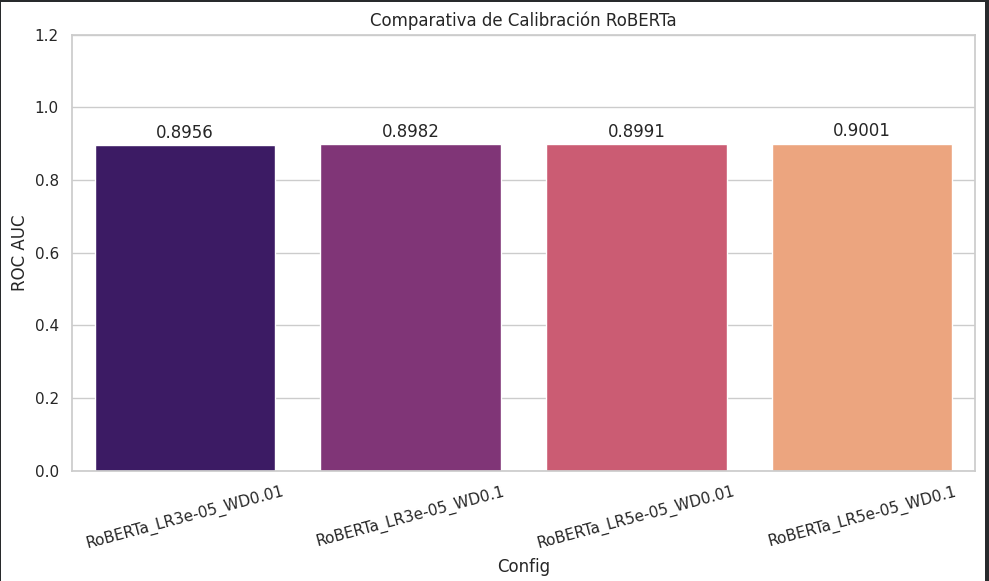 Comparativa de Calibración RoBERTa
ROC AUC
1.2
1.0
0.8
0.6
0.4
0.2
0.0
0.8956 0.8982 0.8991 0.9001
RoBERTa_LR3e-05_WD0.01 RoBERTa_LR3e-05_WD0.1 RoBERTa_LR5e-05_WD0.01 RoBERTa_LR5e-05_WD0.1
Config